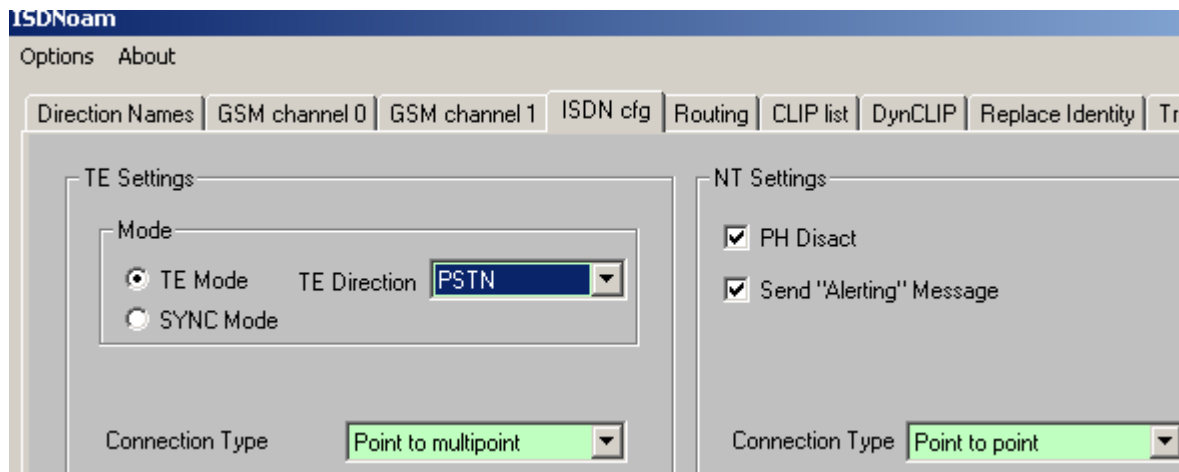 ISDNoam
Options About
Direction Names GSM channel 0 GSM channel 1 ISDN cfg Routing CLIP list DynCLIP Replace Identity Tr
TE Settings NT Settings
Mode PH Disact
TE Mode TE Direction PSTN Send "Alerting" Message
SYNC Mode
Connection Type Point to multipoint Connection Type Point to point